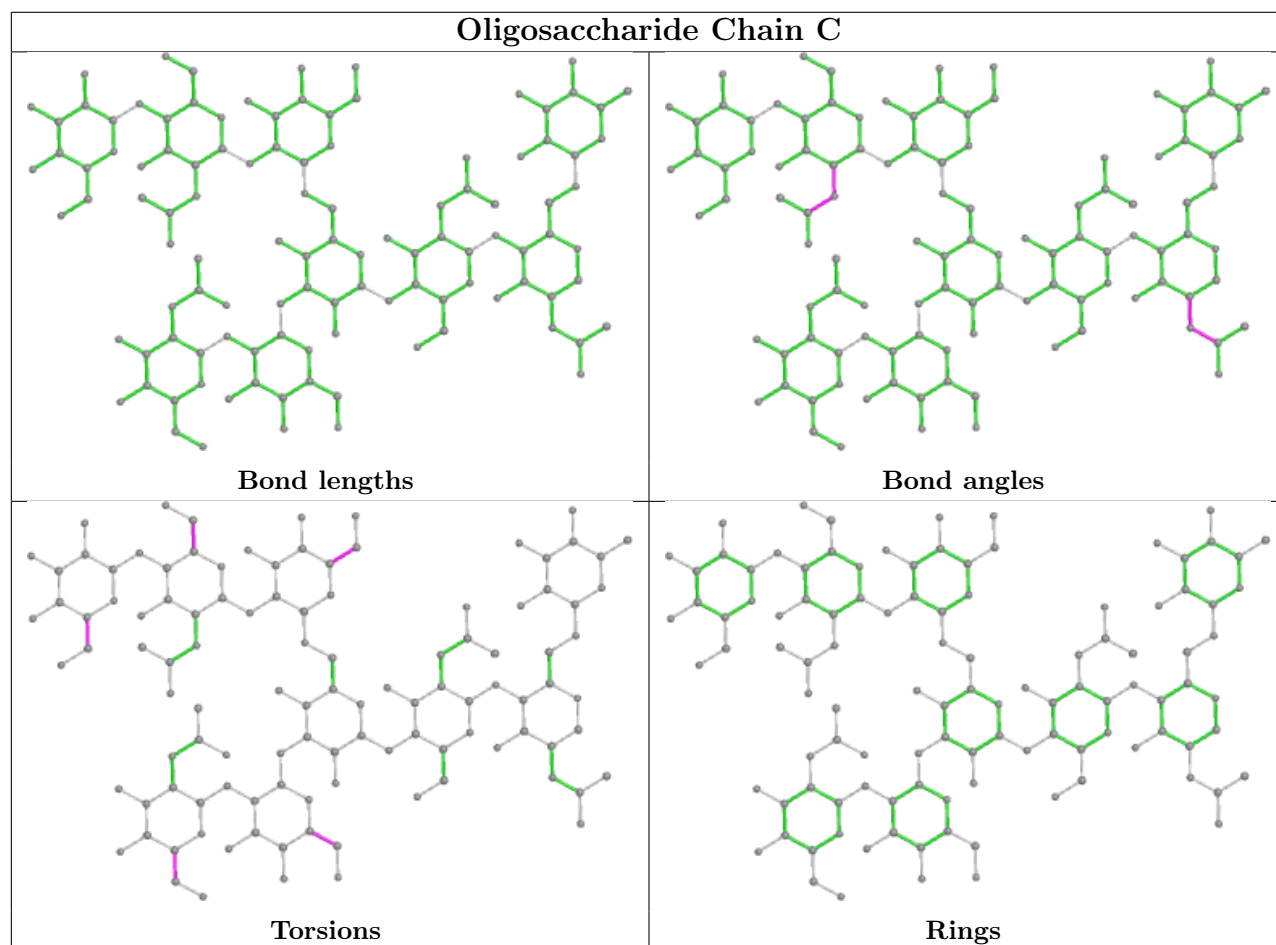 Oligosaccharide Chain C
Bond lengths
Bond angles
Torsions
Rings